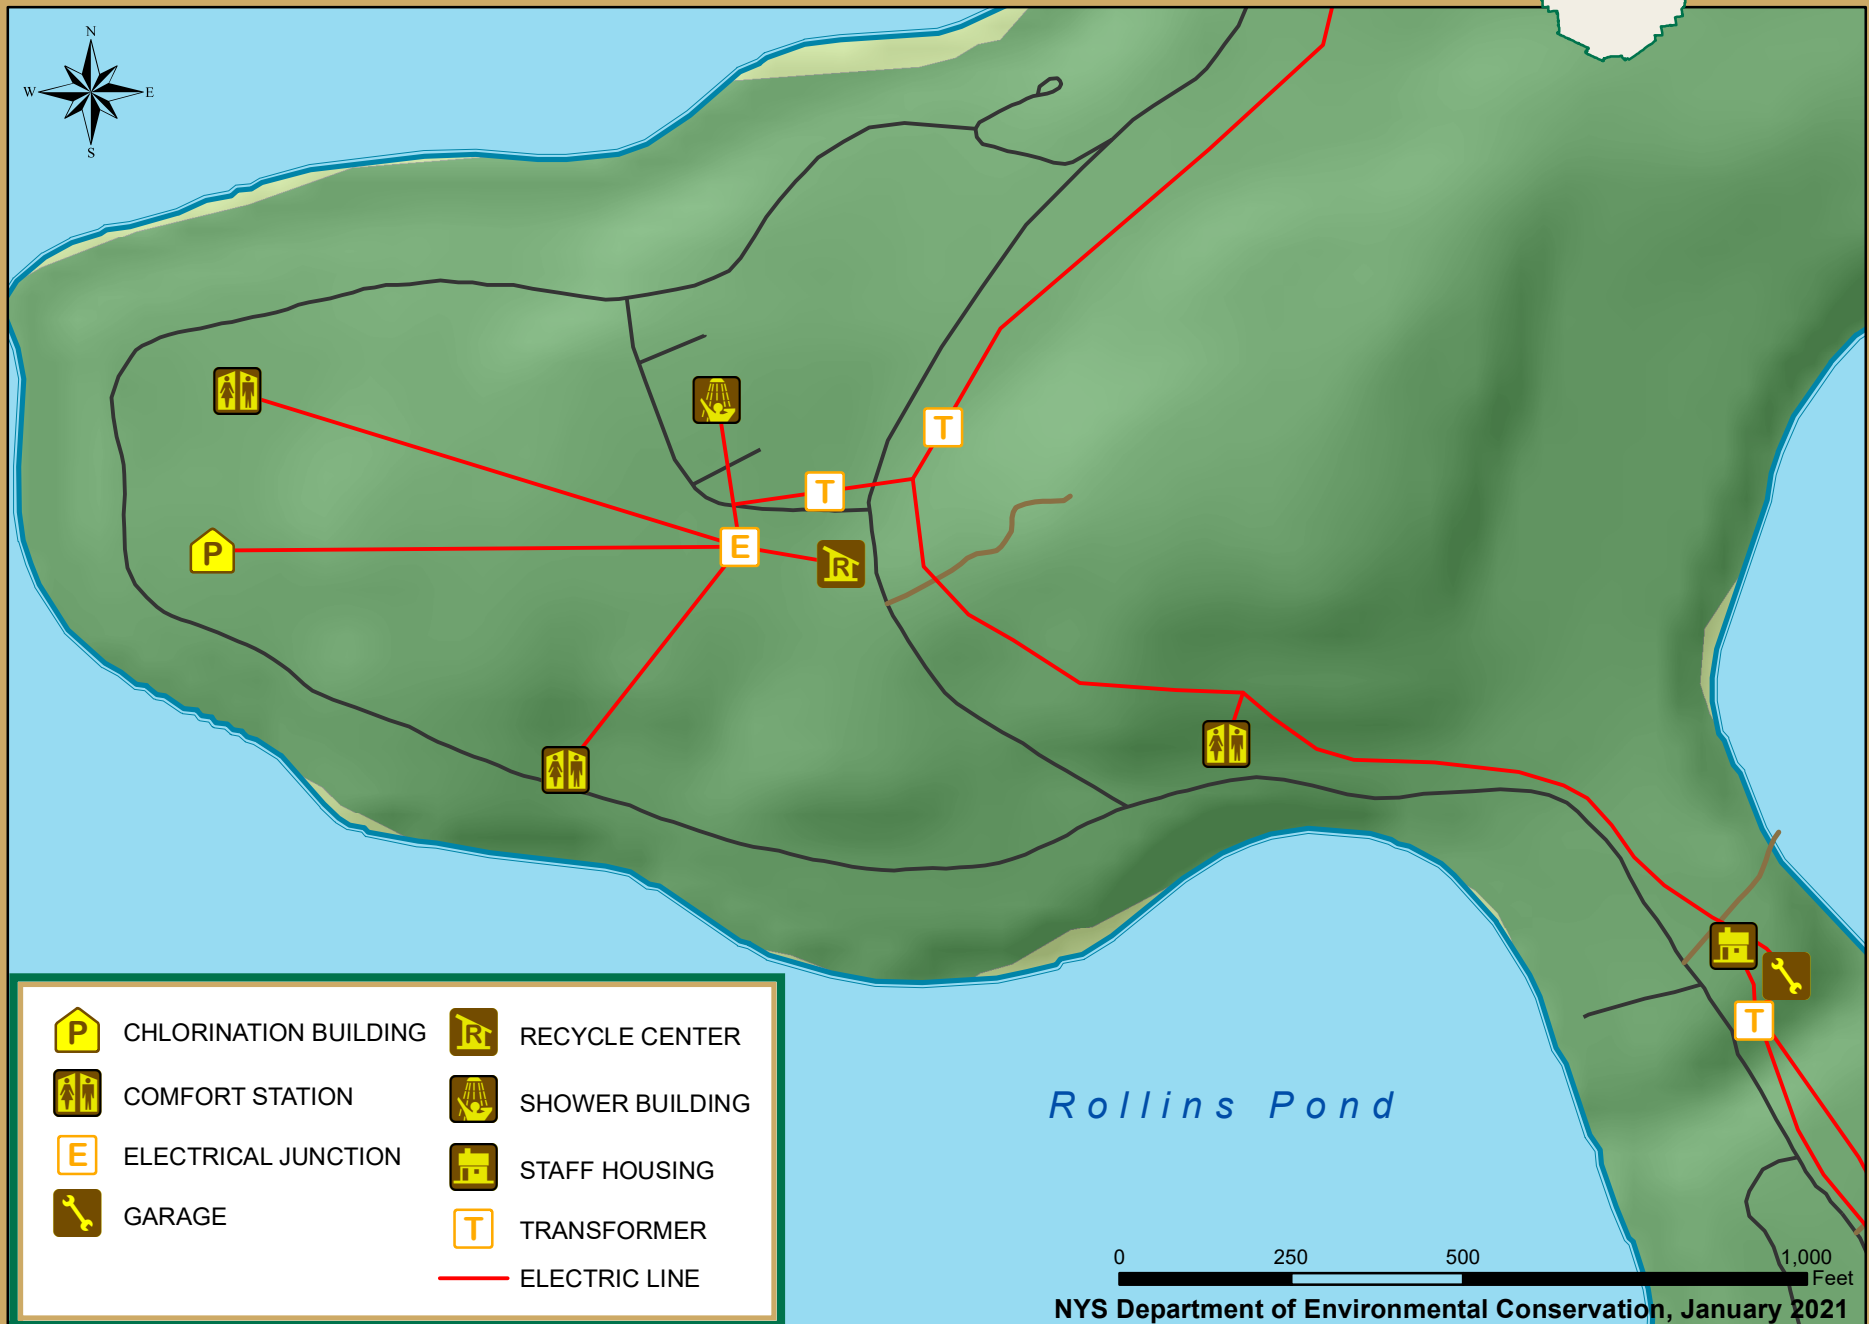 N
W E
S
T
T
P
E
R
T
P CHLORINATION BUILDING
R RECYCLE CENTER
COMFORT STATION
SHOWER BUILDING
E ELECTRICAL JUNCTION
STAFF HOUSING
GARAGE
T TRANSFORMER
ELECTRIC LINE
Rollins Pond
0 250 500 1,000
Feet
NYS Department of Environmental Conservation, January 2021